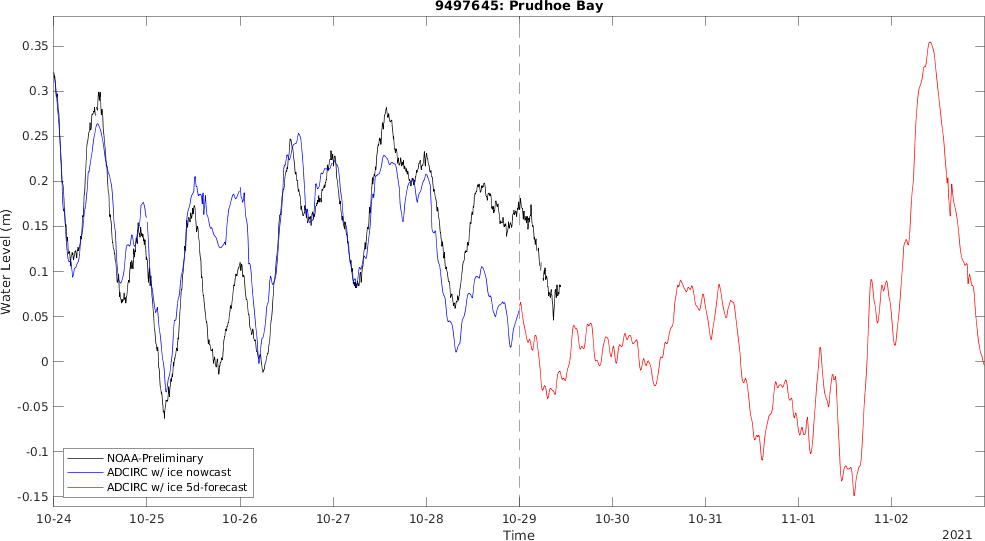 9497645: Prudhoe Bay
Water Level (m)
0.35
0.3
0.25
0.2
0.15
0.1
0.05
0
-0.05
-0.1
-0.15
NOAA-Preliminary
ADCIRC w/ ice nowcast
ADCIRC w/ ice 5d-forecast
10-24 10-25 10-26 10-27 10-28 10-29 10-30 10-31 11-01 11-02
Time
2021